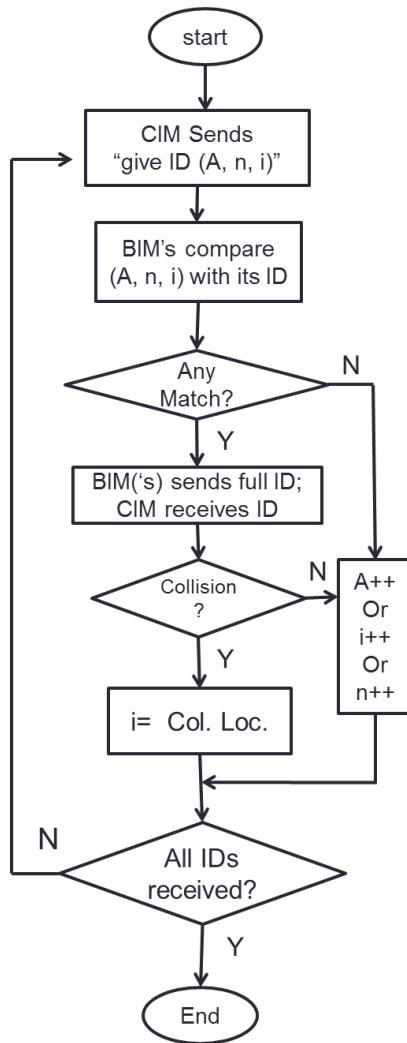 start
CIM Sends
“give ID (A, n, i)”
BIM’s compare
(A, n, i) with its ID
Any
Match?
N
Y
BIM(‘s) sends full ID;
CIM receives ID
Collision
?
N
A++
Or
i++
Or
n++
Y
i= Col. Loc.
N
All IDs
received?
Y
End